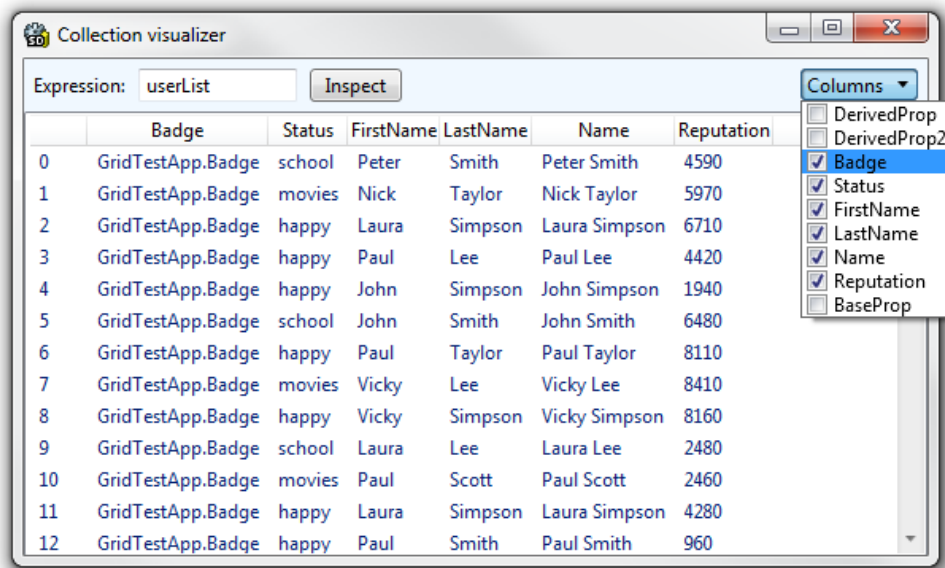 Collection visualizer
Expression: userList Inspect Columns
Badge Status FirstName LastName Name Reputation
0 GridTestApp.Badge school Peter Smith Peter Smith 4590
1 GridTestApp.Badge movies Nick Taylor Nick Taylor 5970
2 GridTestApp.Badge happy Laura Simpson Laura Simpson 6710
3 GridTestApp.Badge happy Paul Lee Paul Lee 4420
4 GridTestApp.Badge happy John Simpson John Simpson 1940
5 GridTestApp.Badge school John Smith John Smith 6480
6 GridTestApp.Badge happy Paul Taylor Paul Taylor 8110
7 GridTestApp.Badge movies Vicky Lee Vicky Lee 8410
8 GridTestApp.Badge happy Vicky Simpson Vicky Simpson 8160
9 GridTestApp.Badge school Laura Lee Laura Lee 2480
10 GridTestApp.Badge movies Paul Scott Paul Scott 2460
11 GridTestApp.Badge happy Laura Simpson Laura Simpson 4280
12 GridTestApp.Badge happy Paul Smith Paul Smith 960
DerivedProp
DerivedProp2
Badge
Status
FirstName
LastName
Name
Reputation
BaseProp